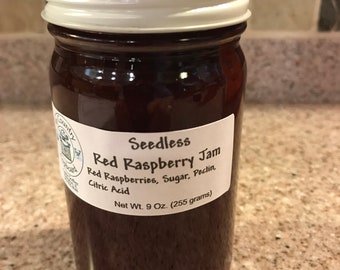 Seedless
Red Raspberry Jam
Red Raspberries, Sugar, Pectin,
Citric Acid
Net Wt. 9 Oz. (255 grams)